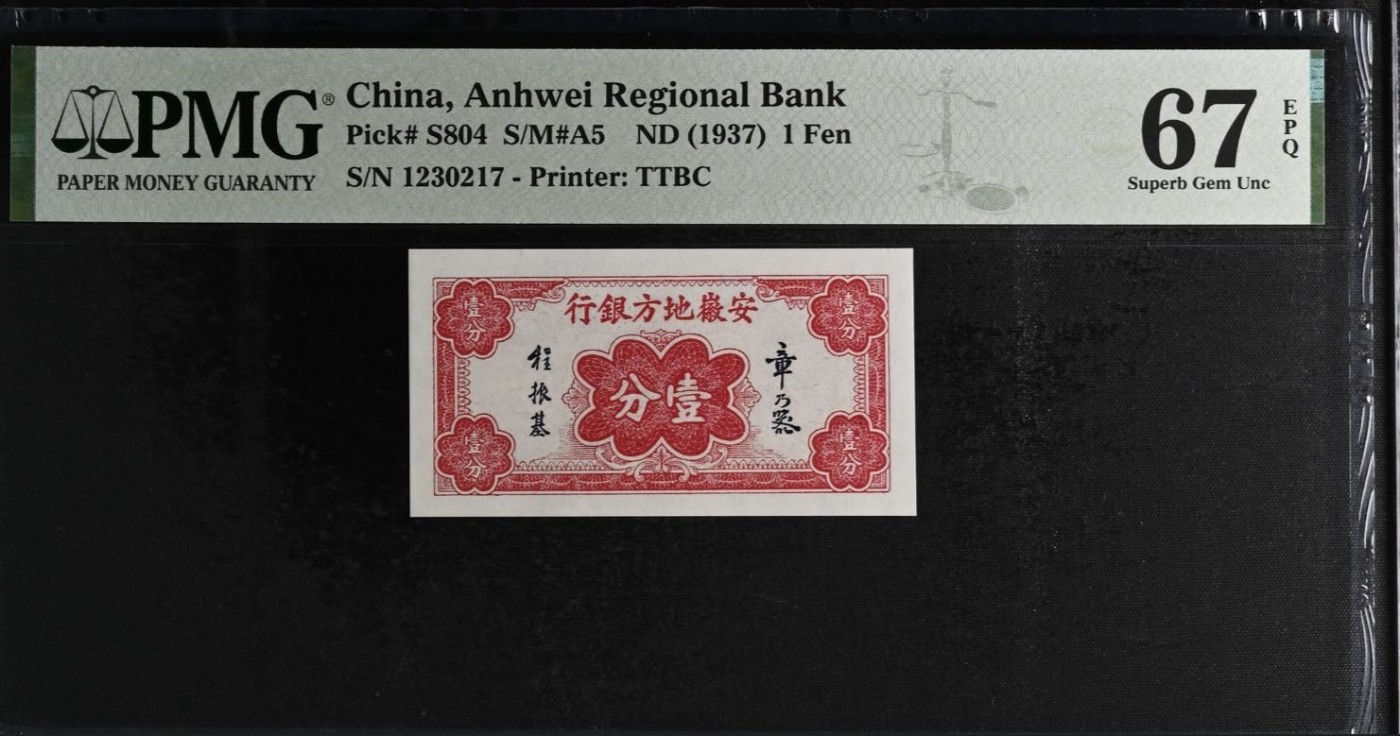 PMG®
PAPER MONEY GUARANTY
China, Anhwei Regional Bank
Pick# S804 S/M#A5 ND (1937) 1 Fen
S/N 1230217 - Printer: TTBC
67
EPQ
Superb Gem Unc
行銀方地徽安
壹分
壹分
程振基
分壹
章乃器
壹分
壹分